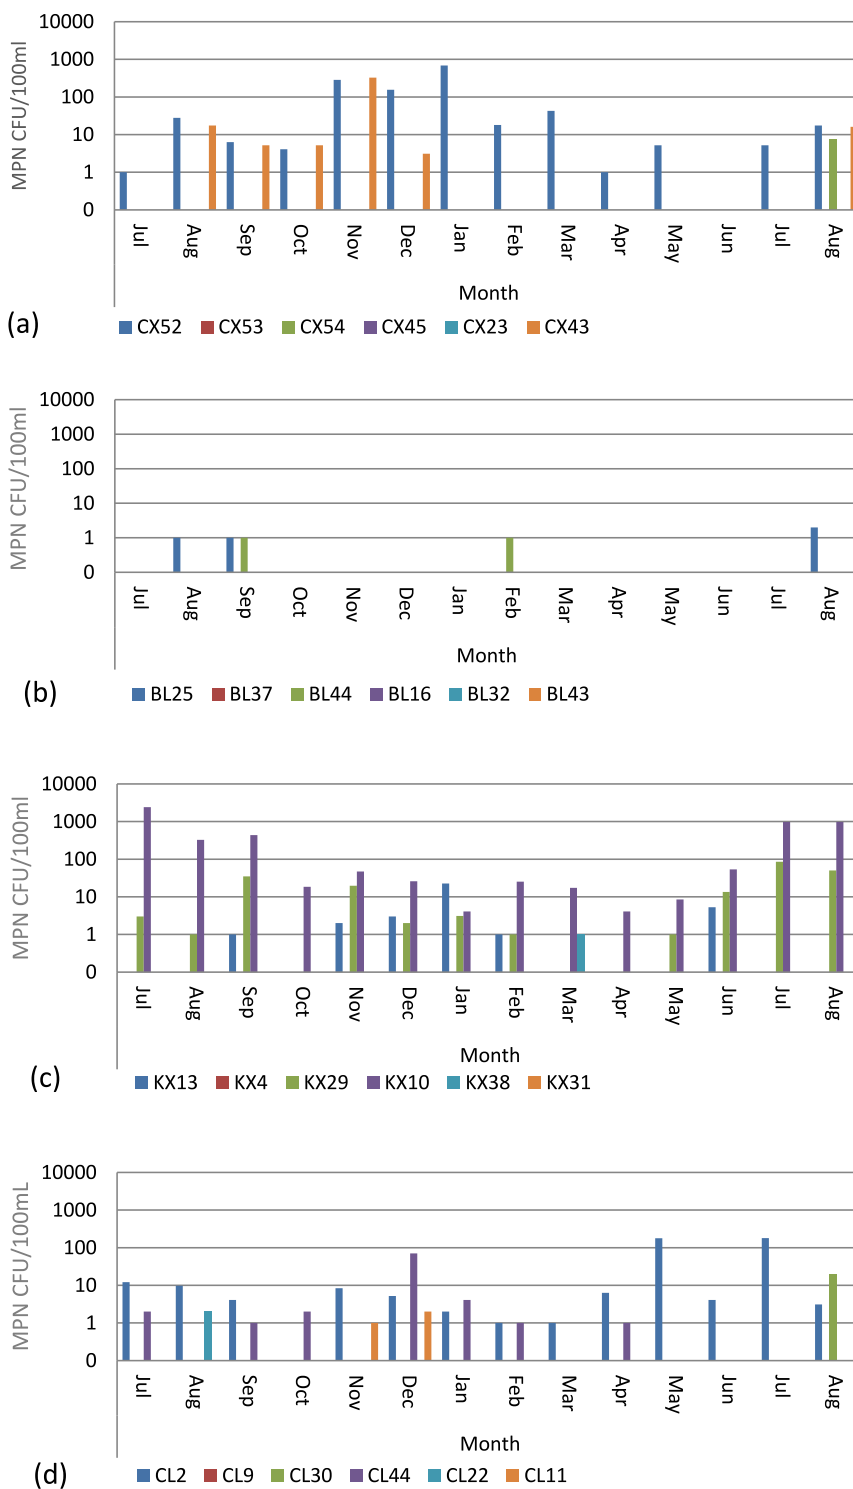 10000
1000
100
10
1
0
MPN CFU/100ml
Jul Aug Sep Oct Nov Dec Jan Feb Mar Apr May Jun Jul Aug
Month
(a)
CX52 CX53 CX54 CX45 CX23 CX43
10000
1000
100
10
1
0
MPN CFU/100ml
Jul Aug Sep Oct Nov Dec Jan Feb Mar Apr May Jun Jul Aug
Month
(b)
BL25 BL37 BL44 BL16 BL32 BL43
10000
1000
100
10
1
0
MPN CFU/100ml
Jul Aug Sep Oct Nov Dec Jan Feb Mar Apr May Jun Jul Aug
Month
(c)
KX13 KX4 KX29 KX10 KX38 KX31
10000
1000
100
10
1
0
MPN CFU/100mL
Jul Aug Sep Oct Nov Dec Jan Feb Mar Apr May Jun Jul Aug
Month
(d)
CL2 CL9 CL30 CL44 CL22 CL11